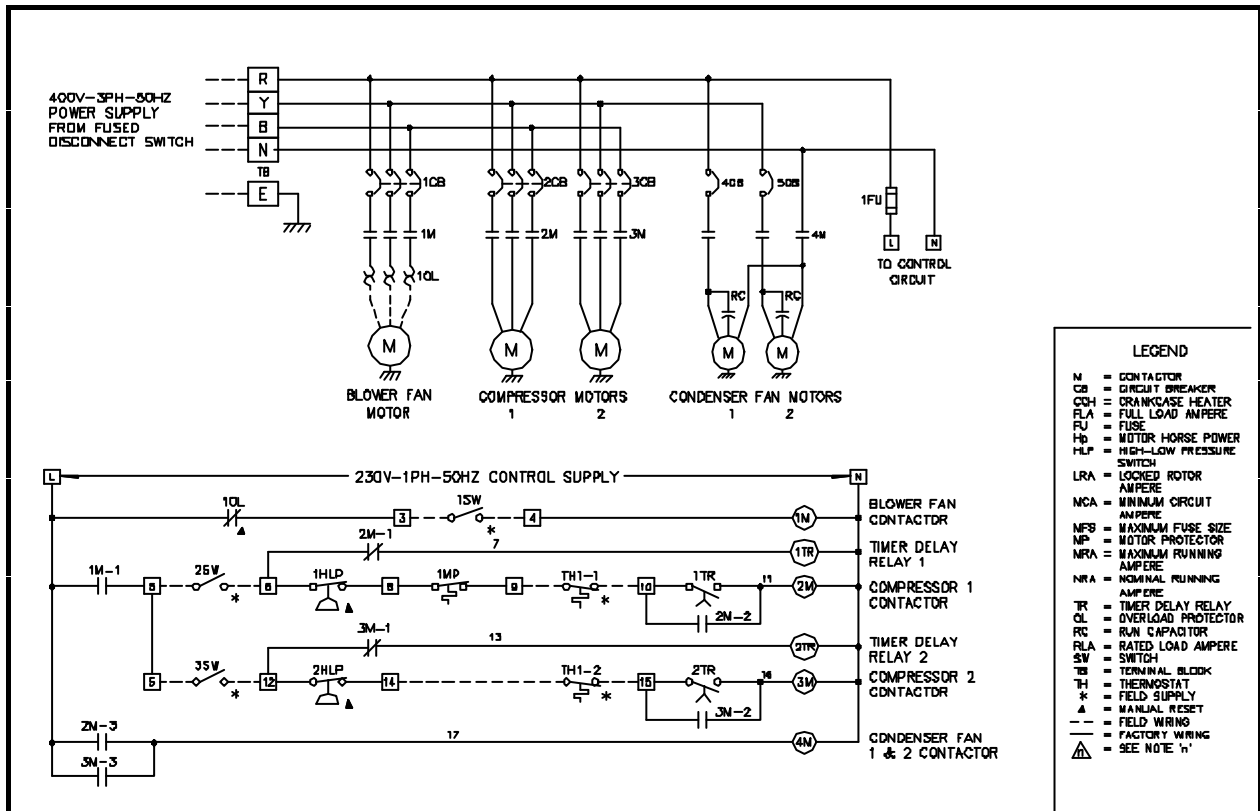 400V-3PH-50HZ
POWER SUPPLY
FROM FUSED
DISCONNECT SWITCH
R
Y
B
N
TB
E
1CB
2CB
3CB
4CB
5CB
1FU
1M
2M
3M
4M
L
N
TO CONTROL
CIRCUIT
1OL
RC
RC
M
M
M
M
M
BLOWER FAN
MOTOR
COMPRESSOR MOTORS
1 2
CONDENSER FAN MOTORS
1 2
L
230V-1PH-50HZ CONTROL SUPPLY
N
1OL
3
1SW
*
4
1M
BLOWER FAN
CONTACTOR
2M-1
7
1TR
TIMER DELAY
RELAY 1
1M-1
5
2SW
*
6
1HLP
8
1MP
9
TH1-1
*
10
1TR
11
2M
COMPRESSOR 1
CONTACTOR
2M-2
3M-1
13
2TR
TIMER DELAY
RELAY 2
5
3SW
*
12
2HLP
14
TH1-2
*
15
2TR
16
3M
COMPRESSOR 2
CONTACTOR
3M-2
2M-3
17
4M
CONDENSER FAN
1 & 2 CONTACTOR
3M-3
LEGEND
M = CONTACTOR
CB = CIRCUIT BREAKER
CCH = CRANKCASE HEATER
FLA = FULL LOAD AMPERE
FU = FUSE
Hp = MOTOR HORSE POWER
HLP = HIGH-LOW PRESSURE
SWITCH
LRA = LOCKED ROTOR
AMPERE
MCA = MINIMUM CIRCUIT
AMPERE
MFS = MAXIMUM FUSE SIZE
MP = MOTOR PROTECTOR
MRA = MAXIMUM RUNNING
AMPERE
NRA = NOMINAL RUNNING
AMPERE
TR = TIMER DELAY RELAY
OL = OVERLOAD PROTECTOR
RC = RUN CAPACITOR
RLA = RATED LOAD AMPERE
SW = SWITCH
TB = TERMINAL BLOCK
TH = THERMOSTAT
* = FIELD SUPPLY
▲ = MANUAL RESET
--- = FIELD WIRING
— = FACTORY WIRING
n = SEE NOTE 'n'